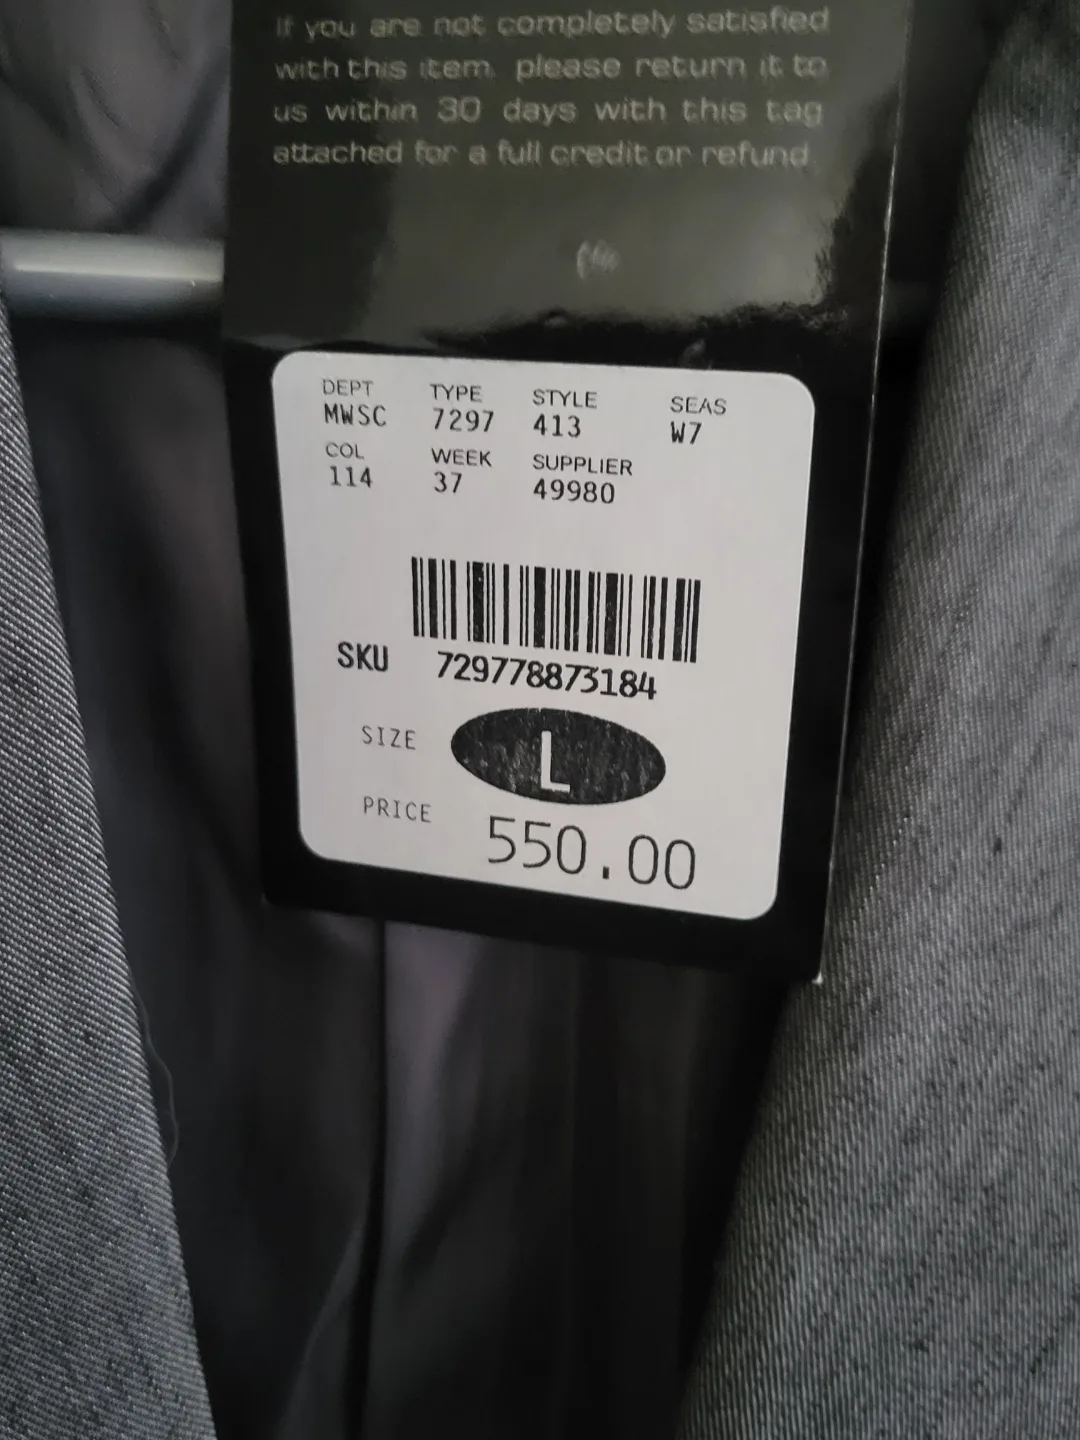 If you are not completely satisfied
with this item, please return it to
us within 30 days with this tag
attached for a full credit or refund.
DEPT TYPE STYLE SEAS
MWSC 7297 413 W7
COL WEEK SUPPLIER
114 37 49980
SKU 729778873184
SIZE L
PRICE 550.00